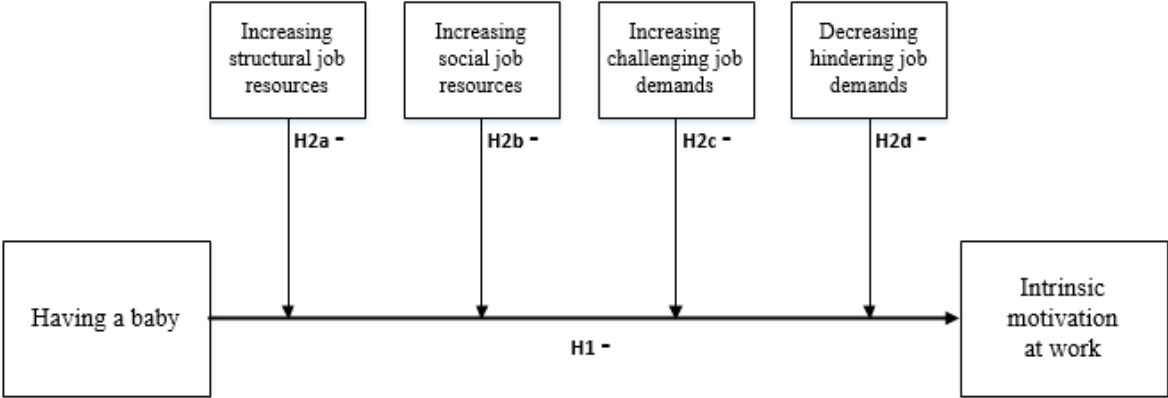 Increasing
structural job
resources
Increasing
social job
resources
Increasing
challenging job
demands
Decreasing
hindering job
demands
H2a -
H2b -
H2c -
H2d -
Having a baby
Intrinsic
motivation
at work
H1 -